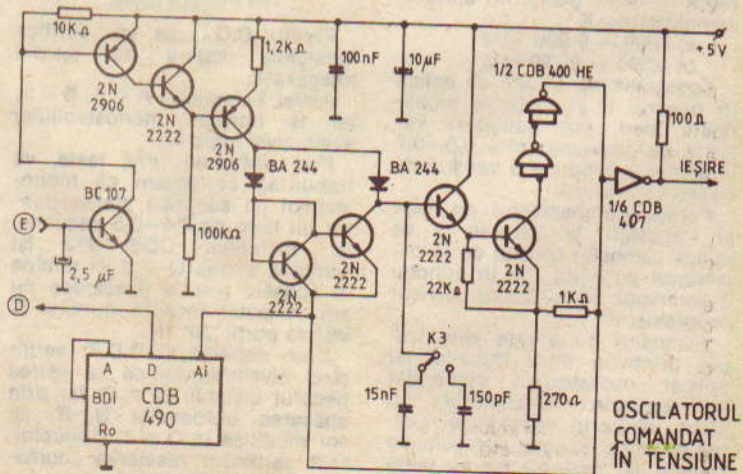 10KΩ
1,2KΩ
100nF
10µF
+5V
1/2 CDB 400 HE
2N
2906
2N
2222
2N
2906
100Ω
BA 244
BA 244
IEŞIRE
1/6 CDB
407
BC 107
E
100KΩ
2N
2222
2N
2222
2N
2222
2N
2222
2,5 µF
22KΩ
1KΩ
D
K3
A
D
Ai
BD1
CDB
490
Ro
15nF
150pF
270Ω
OSCILATORUL
COMANDAT
ÎN TENSIUNE